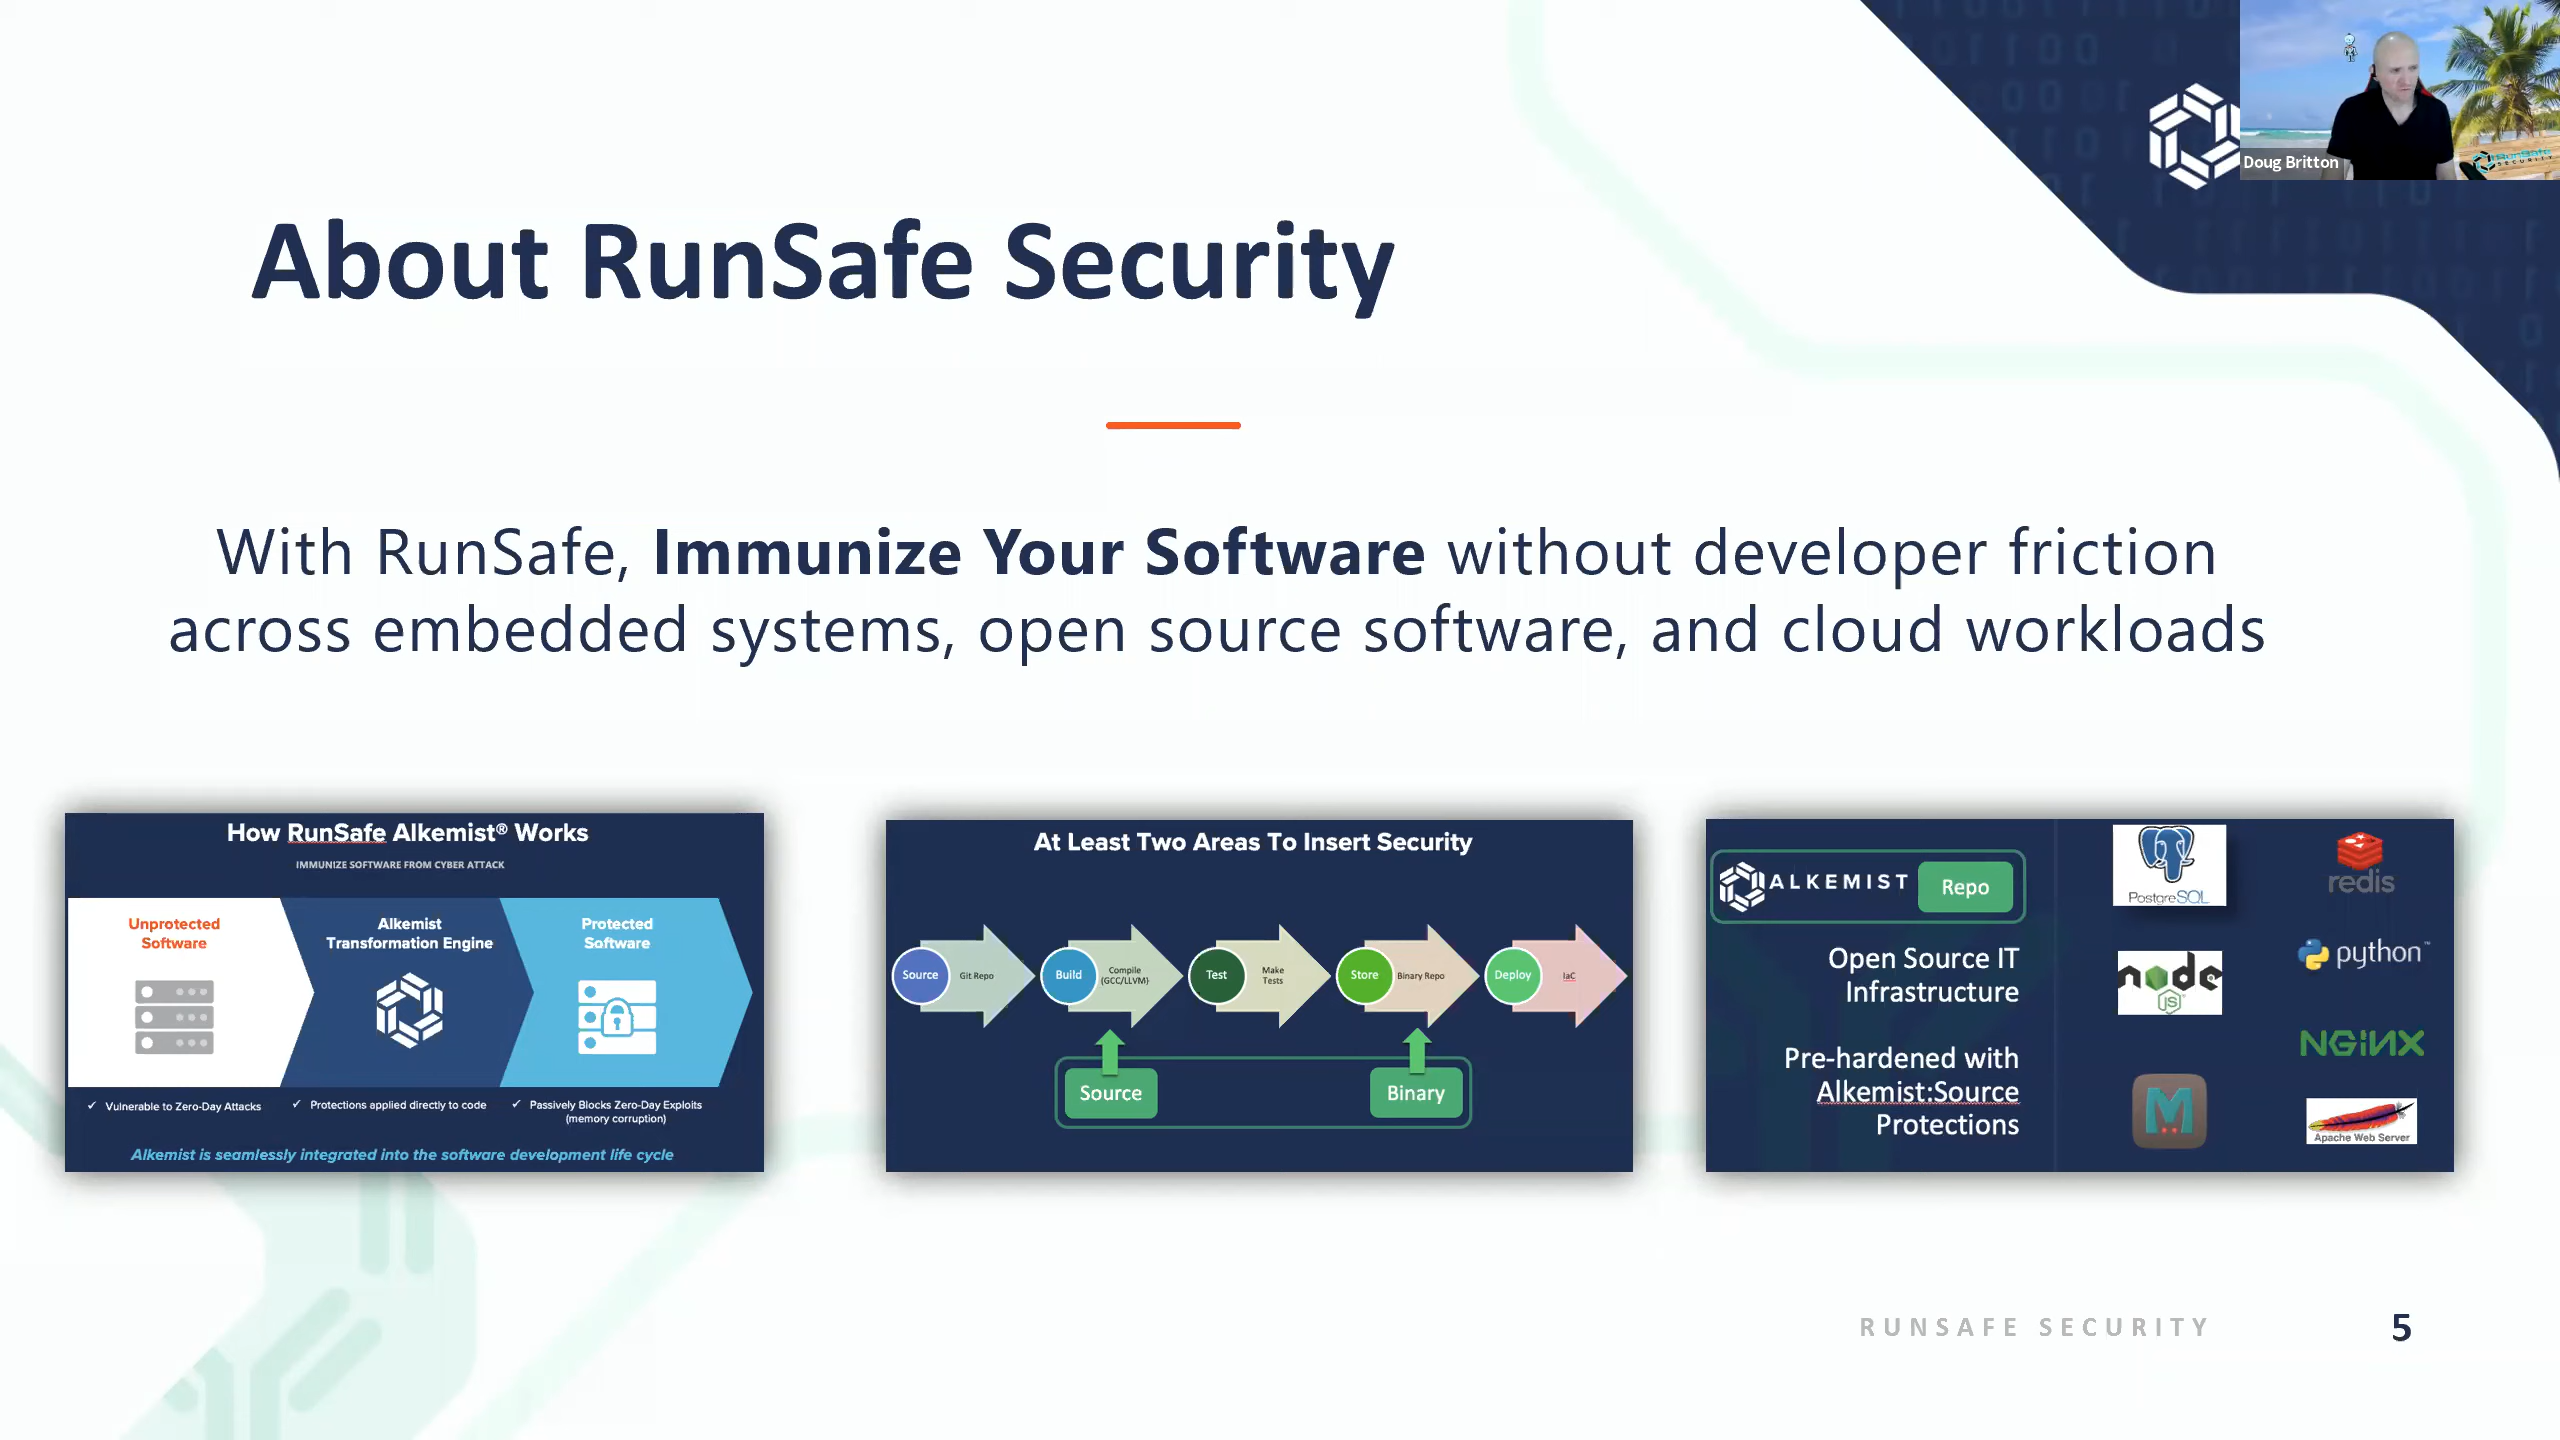 Doug Britton
RunSafe
SECURITY
About RunSafe Security
With RunSafe, Immunize Your Software without developer friction
across embedded systems, open source software, and cloud workloads
How RunSafe Alkemist® Works
IMMUNIZE SOFTWARE FROM CYBER ATTACK
Unprotected
Software
Alkemist
Transformation Engine
Protected
Software
✓ Vulnerable to Zero-Day Attacks
✓ Protections applied directly to code
✓ Passively Blocks Zero-Day Exploits
(memory corruption)
Alkemist is seamlessly integrated into the software development life cycle
At Least Two Areas To Insert Security
Source
Git Repo
Build
Compile
(GCC/LLVM)
Test
Make
Tests
Store
Binary Repo
Deploy
IaC
Source
Binary
ALKEMIST
Repo
Open Source IT
Infrastructure
Pre-hardened with
Alkemist:Source
Protections
PostgreSQL
redis
node
JS
python™
NGINX
M
Apache Web Server
RUNSAFE SECURITY
5